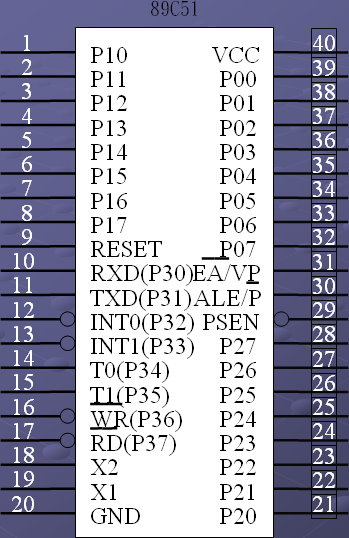 89C51
1 P10 VCC 40
2 P11 P00 39
3 P12 P01 38
4 P13 P02 37
5 P14 P03 36
6 P15 P04 35
7 P16 P05 34
8 P17 P06 33
9 RESET P07 32
10 RXD(P30) EA/VP 31
11 TXD(P31) ALE/P 30
12 INT0(P32) PSEN 29
13 INT1(P33) P27 28
14 T0(P34) P26 27
15 T1(P35) P25 26
16 WR(P36) P24 25
17 RD(P37) P23 24
18 X2 P22 23
19 X1 P21 22
20 GND P20 21